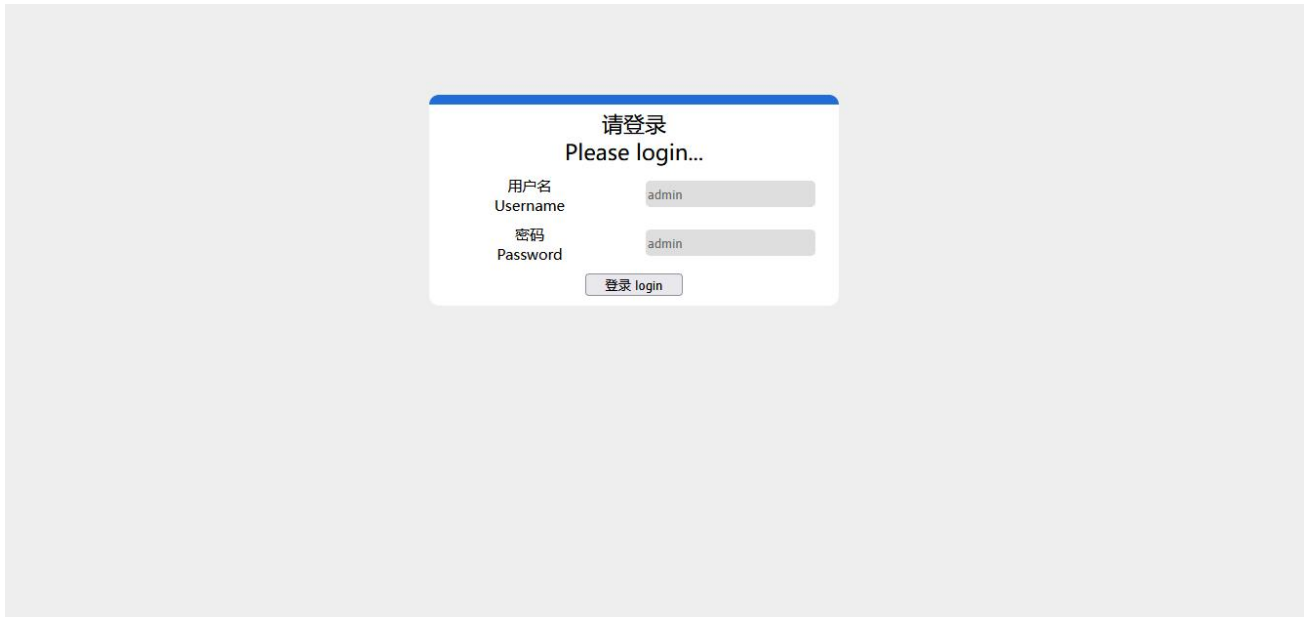 请登录
Please login...
用户名
Username
admin
密码
Password
admin
登录 login